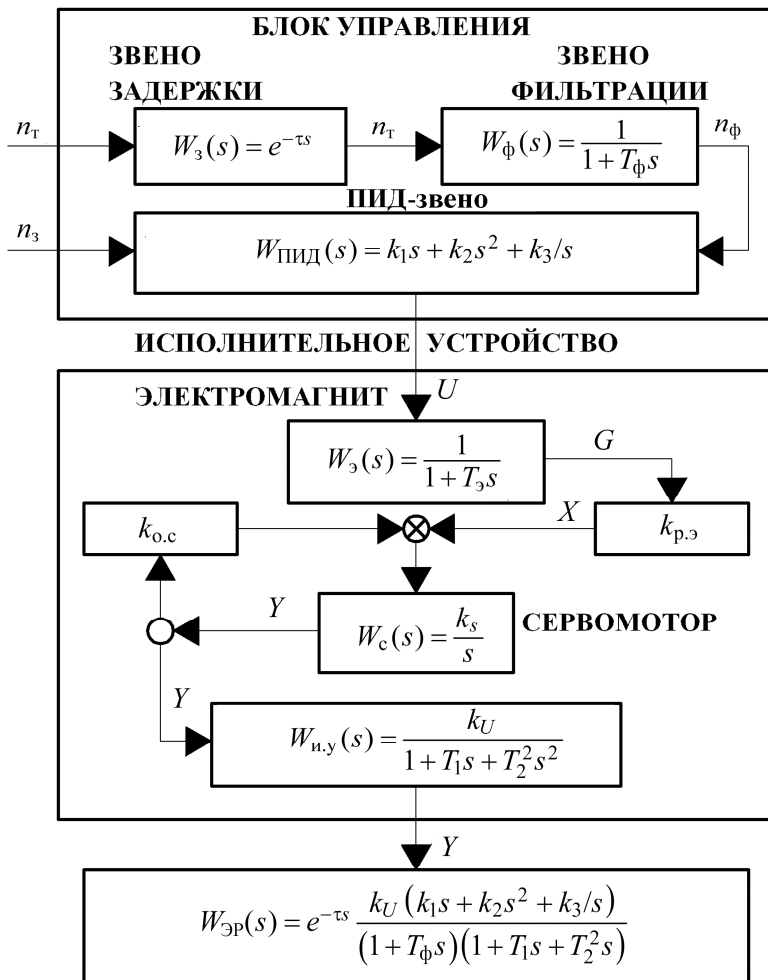 БЛОК УПРАВЛЕНИЯ
ЗВЕНО ЗАДЕРЖКИ
ЗВЕНО ФИЛЬТРАЦИИ
n_т
W_з(s) = e^{−τs}
n_т
W_ф(s) = 1/(1 + T_ф s)
n_ф
ПИД-звено
n_з
W_ПИД(s) = k_1 s + k_2 s^2 + k_3/s
ИСПОЛНИТЕЛЬНОЕ УСТРОЙСТВО
ЭЛЕКТРОМАГНИТ
U
W_э(s) = 1/(1 + T_э s)
G
k_о.с
X
k_р.э
Y
W_с(s) = k_s/s
СЕРВОМОТОР
Y
W_и.у(s) = k_U/(1 + T_1 s + T_2^2 s^2)
Y
W_ЭР(s) = e^{−τs} k_U (k_1 s + k_2 s^2 + k_3/s)/((1 + T_ф s)(1 + T_1 s + T_2^2 s))